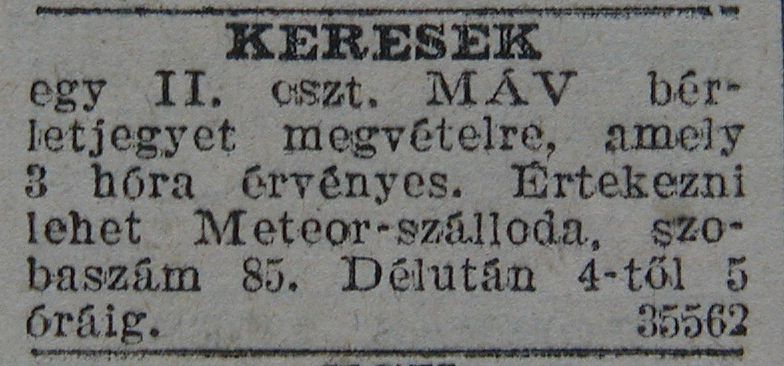 KERESEK
egy II. oszt. MÁV bér-
letjegyet megvételre, amely
3 hóra érvényes. Értekezni
lehet Meteor-szálloda, szo-
baszám 85. Délután 4-től 5
óráig. 35562